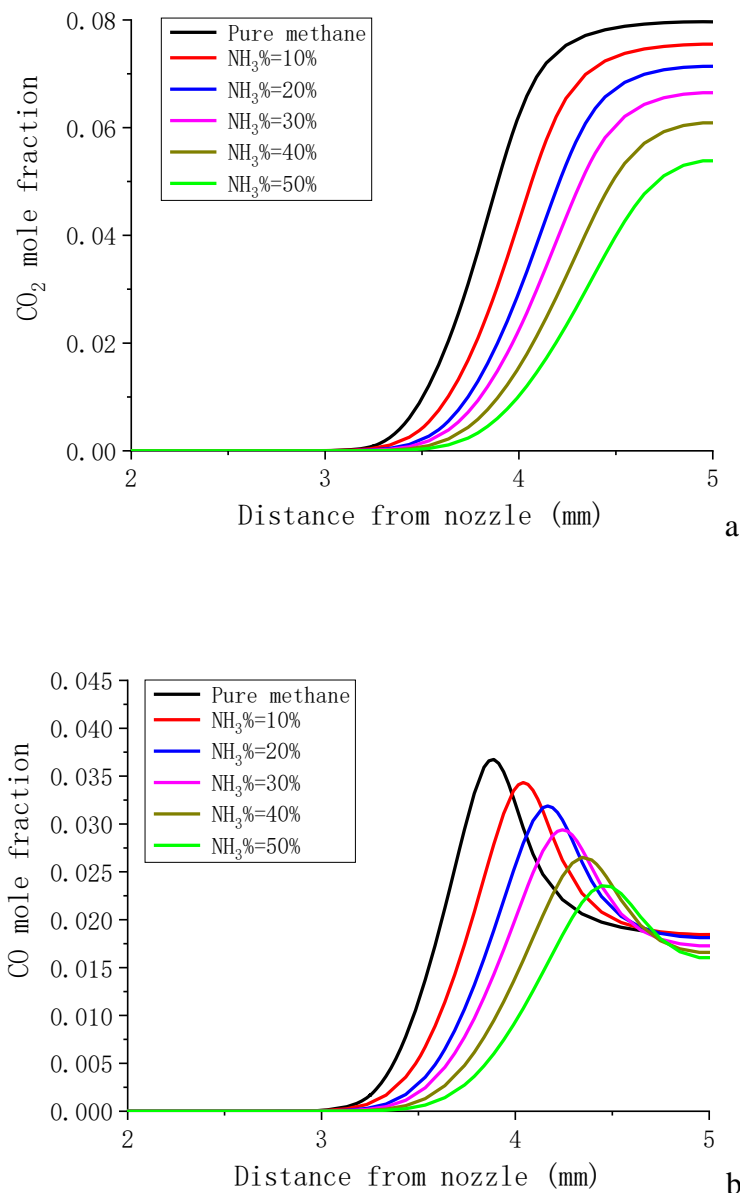 0.08
0.06
0.04
0.02
0.00
CO₂ mole fraction
Pure methane
NH₃%=10%
NH₃%=20%
NH₃%=30%
NH₃%=40%
NH₃%=50%
2 3 4 5
Distance from nozzle (mm)
a
0.045
0.040
0.035
0.030
0.025
0.020
0.015
0.010
0.005
0.000
CO mole fraction
Pure methane
NH₃%=10%
NH₃%=20%
NH₃%=30%
NH₃%=40%
NH₃%=50%
2 3 4 5
Distance from nozzle (mm)
b